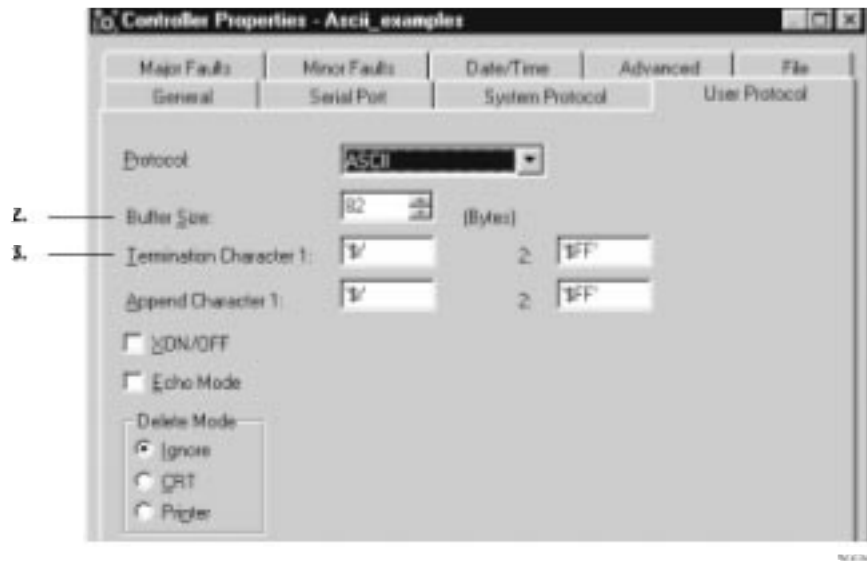 Controller Properties - Ascii_examples
Major Faults Minor Faults Date/Time Advanced File
General Serial Port System Protocol User Protocol
Protocol: ASCII
2. Buffer Size: 82 (Bytes)
3. Termination Character 1: '$r' 2: '$FF'
Append Character 1: '$r' 2: '$FF'
XON/OFF
Echo Mode
Delete Mode
Ignore
CRT
Printer